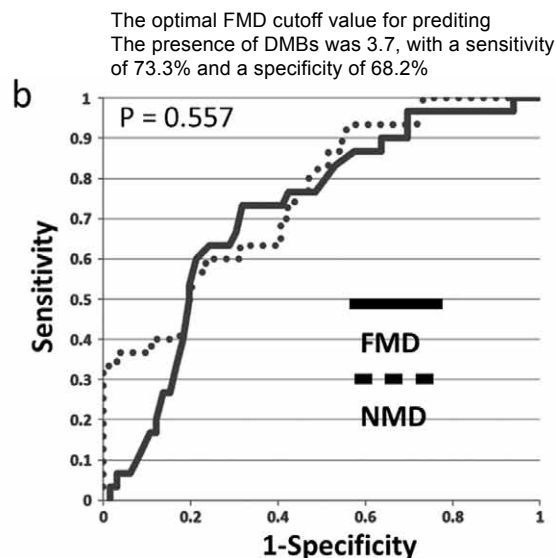 The optimal FMD cutoff value for prediting
The presence of DMBs was 3.7, with a sensitivity
of 73.3% and a specificity of 68.2%
b
P = 0.557
1
0.9
0.8
0.7
0.6
0.5
0.4
0.3
0.2
0.1
0
Sensitivity
FMD
NMD
0 0.2 0.4 0.6 0.8 1
1-Specificity